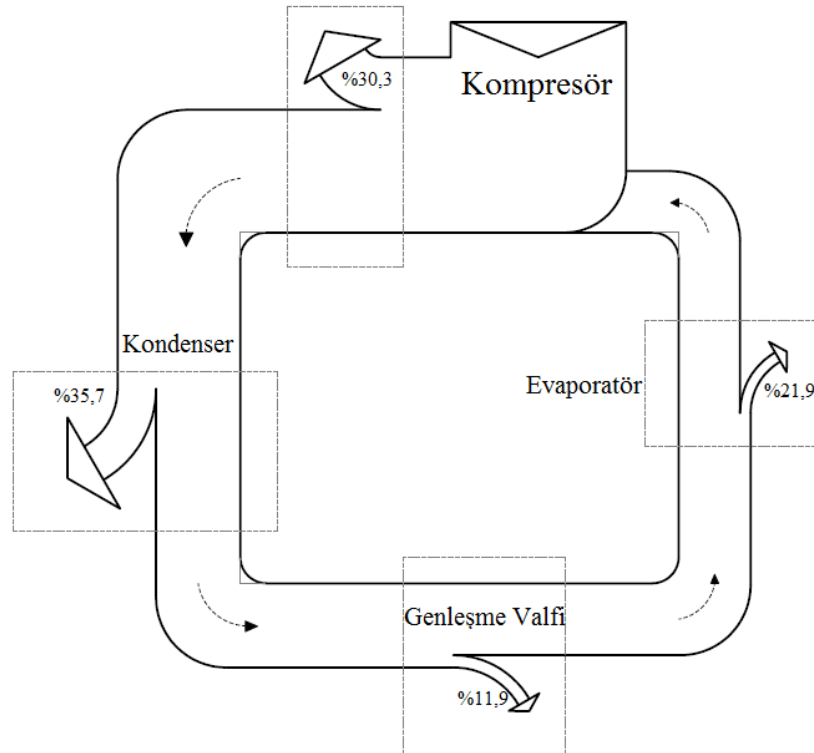 %30,3
Kompresör
Kondenser
%35,7
Evaporatör
%21,9
Genleşme Valfi
%11,9